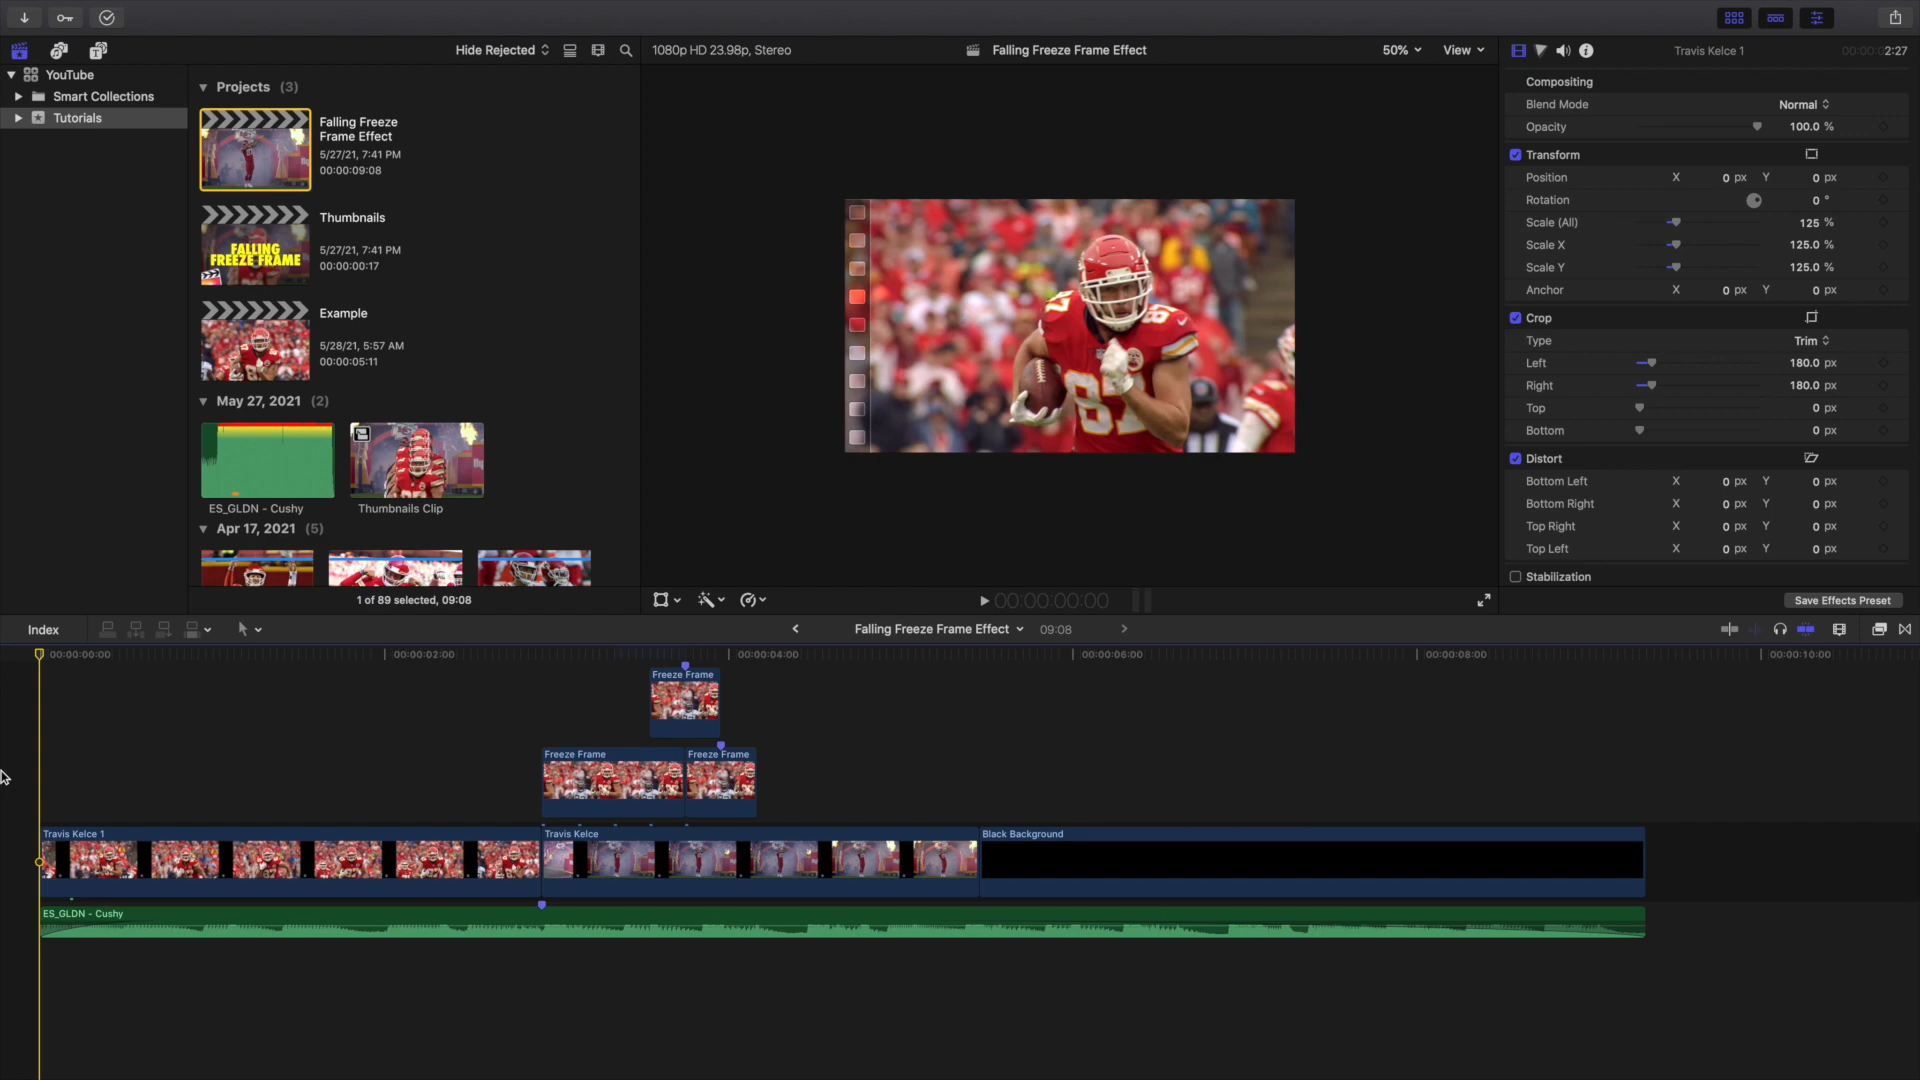 Hide Rejected
1080p HD 23.98p, Stereo
Falling Freeze Frame Effect
50%
View
Travis Kelce 1
00:00:02:27
YouTube
Smart Collections
Tutorials
Projects (3)
Falling Freeze
Frame Effect
5/27/21, 7:41 PM
00:00:09:08
FALLING
FREEZE FRAME
Thumbnails
5/27/21, 7:41 PM
00:00:00:17
Example
5/28/21, 5:57 AM
00:00:05:11
May 27, 2021 (2)
ES_GLDN - Cushy
Thumbnails Clip
Apr 17, 2021 (5)
1 of 89 selected, 09:08
87
87
00:00:00:00
Compositing
Blend Mode Normal
Opacity 100.0 %
Transform
Position X 0 px Y 0 px
Rotation 0 °
Scale (All) 125 %
Scale X 125.0 %
Scale Y 125.0 %
Anchor X 0 px Y 0 px
Crop
Type Trim
Left 180.0 px
Right 180.0 px
Top 0 px
Bottom 0 px
Distort
Bottom Left X 0 px Y 0 px
Bottom Right X 0 px Y 0 px
Top Right X 0 px Y 0 px
Top Left X 0 px Y 0 px
Stabilization
Save Effects Preset
Index
Falling Freeze Frame Effect
09:08
00:00:00:00
00:00:02:00
00:00:04:00
00:00:06:00
00:00:08:00
00:00:10:00
Freeze Frame
Freeze Frame
Freeze Frame
Travis Kelce 1
Travis Kelce
Black Background
ES_GLDN - Cushy